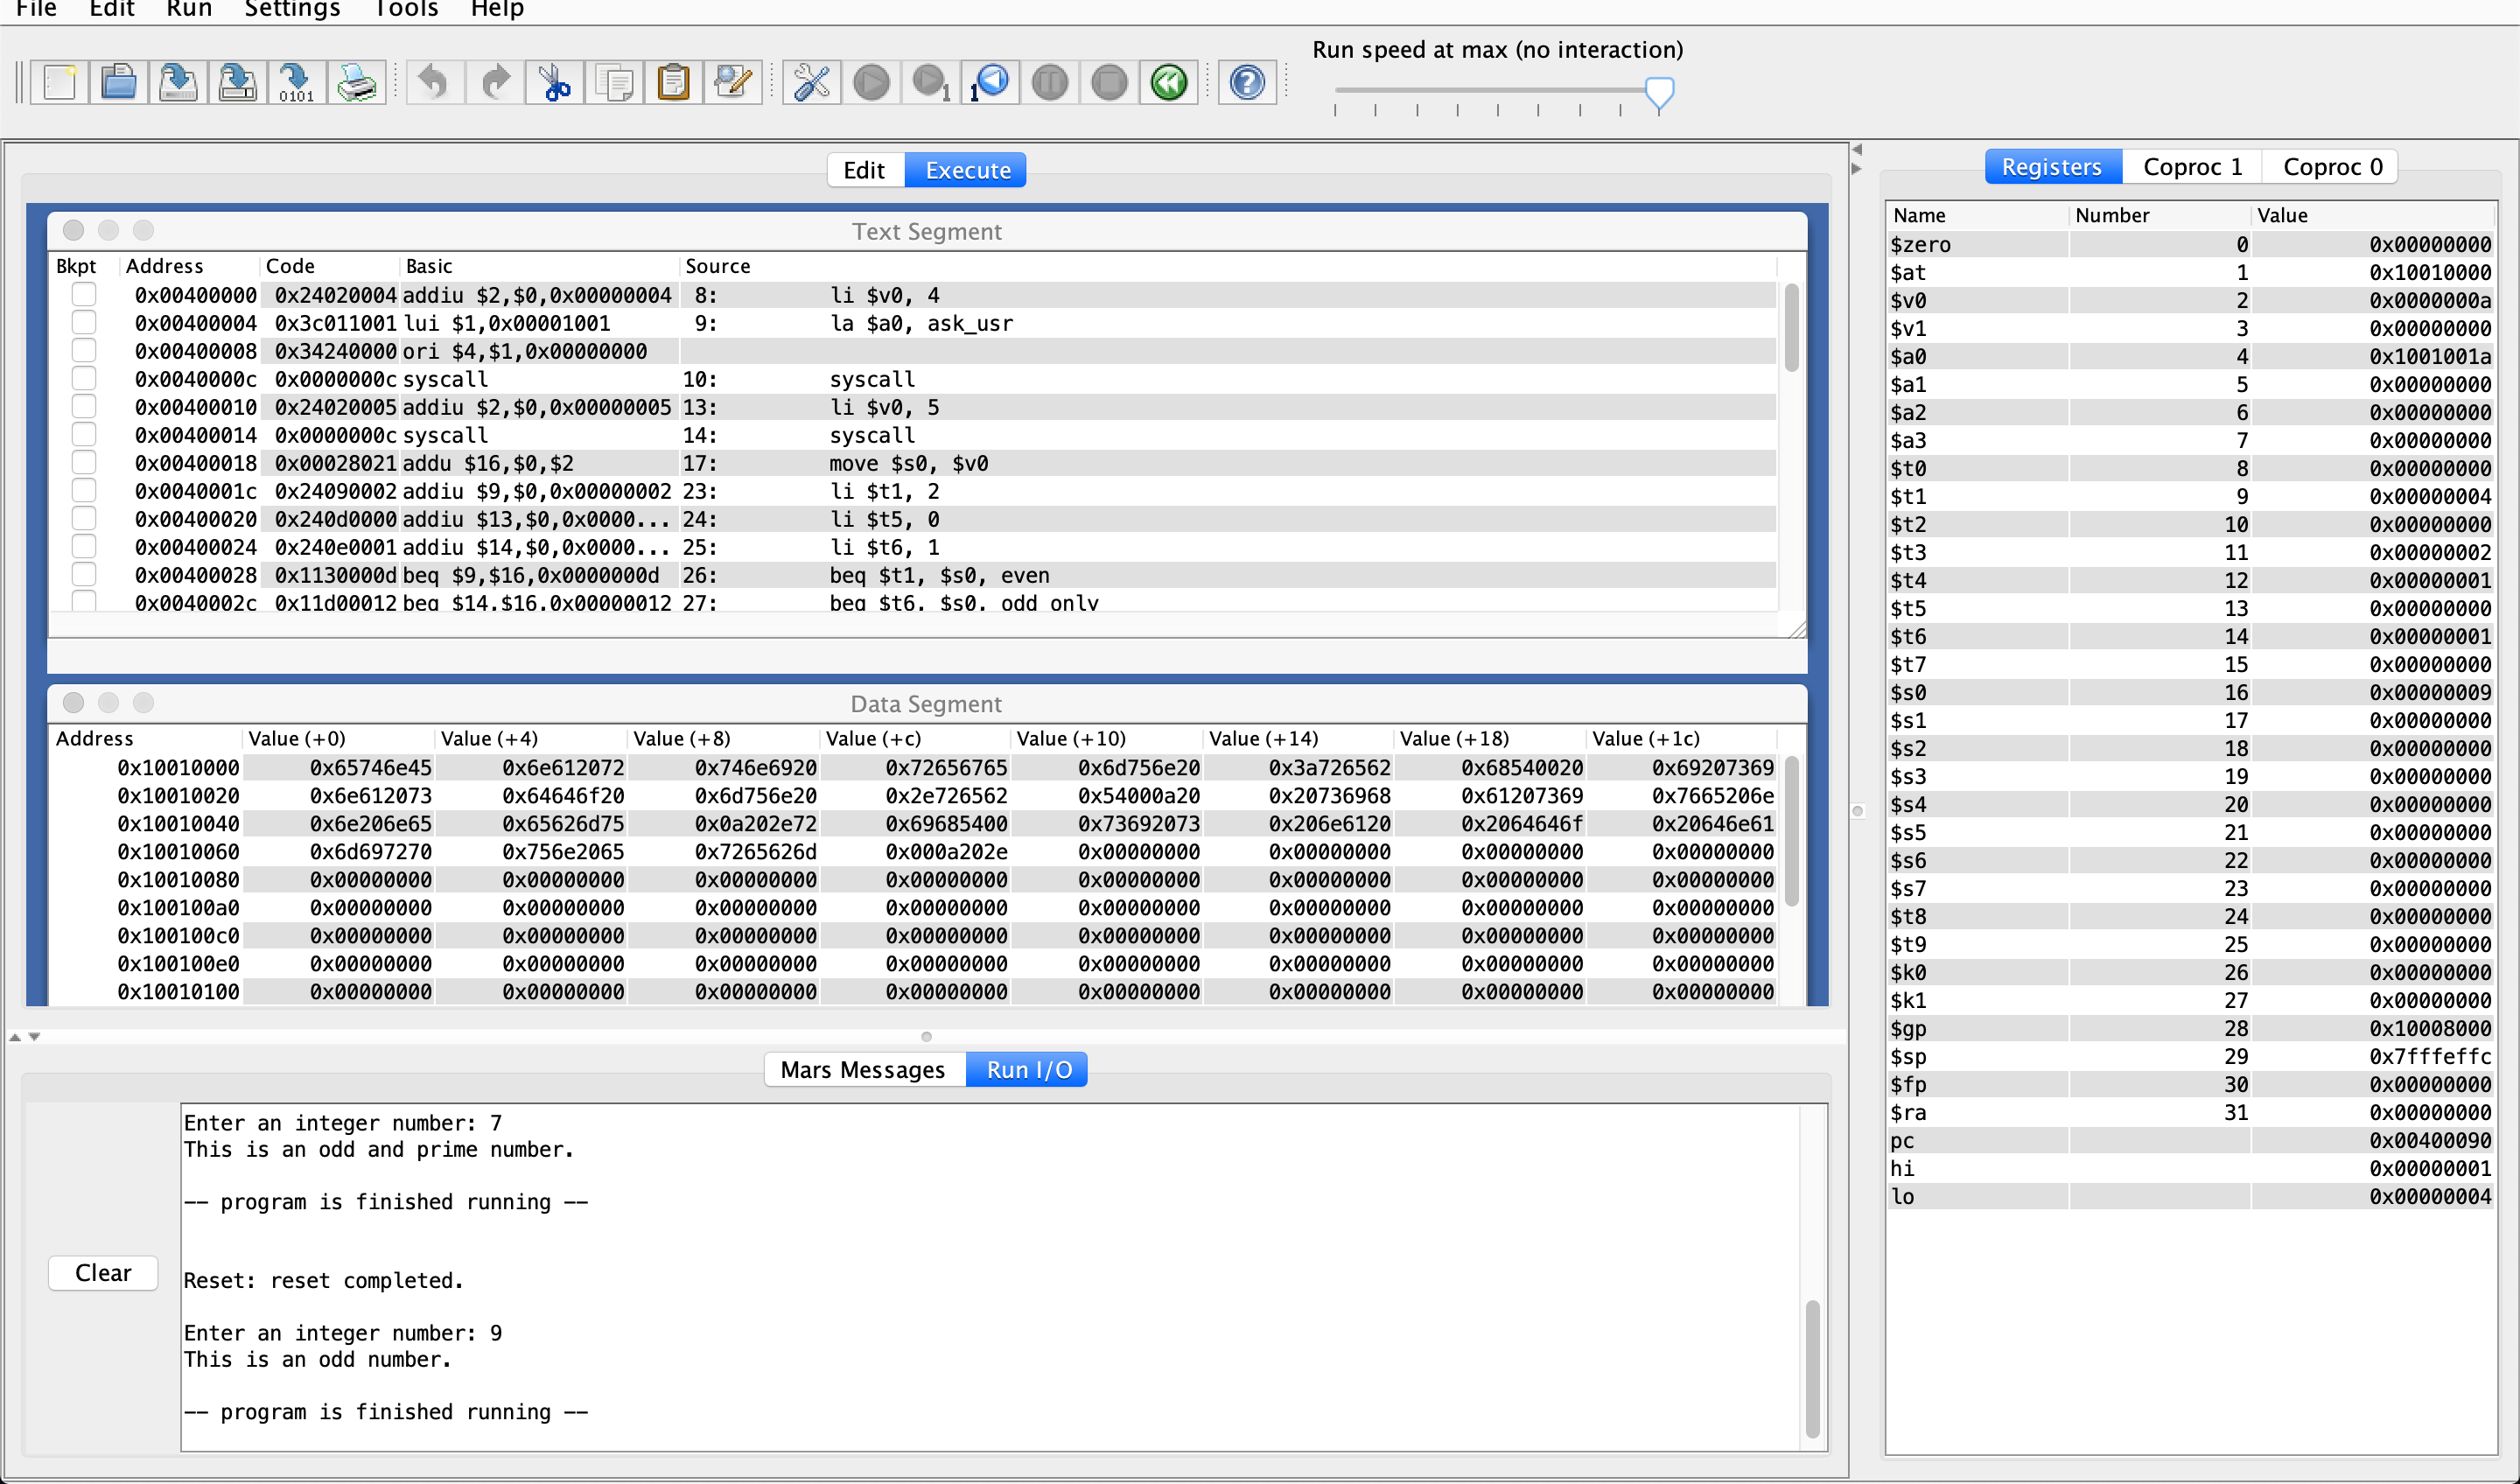 File Edit Run Settings Tools Help
Run speed at max (no interaction)
0101
1
1
Edit Execute
Registers Coproc 1 Coproc 0
Text Segment
Bkpt Address Code Basic Source
0x00400000 0x24020004 addiu $2,$0,0x00000004 8: li $v0, 4
0x00400004 0x3c011001 lui $1,0x00001001 9: la $a0, ask_usr
0x00400008 0x34240000 ori $4,$1,0x00000000
0x0040000c 0x0000000c syscall 10: syscall
0x00400010 0x24020005 addiu $2,$0,0x00000005 13: li $v0, 5
0x00400014 0x0000000c syscall 14: syscall
0x00400018 0x00028021 addu $16,$0,$2 17: move $s0, $v0
0x0040001c 0x24090002 addiu $9,$0,0x00000002 23: li $t1, 2
0x00400020 0x240d0000 addiu $13,$0,0x0000... 24: li $t5, 0
0x00400024 0x240e0001 addiu $14,$0,0x0000... 25: li $t6, 1
0x00400028 0x1130000d beq $9,$16,0x0000000d 26: beq $t1, $s0, even
0x0040002c 0x11d00012 beq $14,$16,0x00000012 27: beq $t6, $s0, odd_only
Data Segment
Address Value (+0) Value (+4) Value (+8) Value (+c) Value (+10) Value (+14) Value (+18) Value (+1c)
0x10010000 0x65746e45 0x6e612072 0x746e6920 0x72656765 0x6d756e20 0x3a726562 0x68540020 0x69207369
0x10010020 0x6e612073 0x64646f20 0x6d756e20 0x2e726562 0x54000a20 0x20736968 0x61207369 0x7665206e
0x10010040 0x6e206e65 0x65626d75 0x0a202e72 0x69685400 0x73692073 0x206e6120 0x2064646f 0x20646e61
0x10010060 0x6d697270 0x756e2065 0x7265626d 0x000a202e 0x00000000 0x00000000 0x00000000 0x00000000
0x10010080 0x00000000 0x00000000 0x00000000 0x00000000 0x00000000 0x00000000 0x00000000 0x00000000
0x100100a0 0x00000000 0x00000000 0x00000000 0x00000000 0x00000000 0x00000000 0x00000000 0x00000000
0x100100c0 0x00000000 0x00000000 0x00000000 0x00000000 0x00000000 0x00000000 0x00000000 0x00000000
0x100100e0 0x00000000 0x00000000 0x00000000 0x00000000 0x00000000 0x00000000 0x00000000 0x00000000
0x10010100 0x00000000 0x00000000 0x00000000 0x00000000 0x00000000 0x00000000 0x00000000 0x00000000
Mars Messages Run I/O
Clear
Enter an integer number: 7
This is an odd and prime number.
-- program is finished running --
Reset: reset completed.
Enter an integer number: 9
This is an odd number.
-- program is finished running --
Name Number Value
$zero 0 0x00000000
$at 1 0x10010000
$v0 2 0x0000000a
$v1 3 0x00000000
$a0 4 0x1001001a
$a1 5 0x00000000
$a2 6 0x00000000
$a3 7 0x00000000
$t0 8 0x00000000
$t1 9 0x00000004
$t2 10 0x00000000
$t3 11 0x00000002
$t4 12 0x00000001
$t5 13 0x00000000
$t6 14 0x00000001
$t7 15 0x00000000
$s0 16 0x00000009
$s1 17 0x00000000
$s2 18 0x00000000
$s3 19 0x00000000
$s4 20 0x00000000
$s5 21 0x00000000
$s6 22 0x00000000
$s7 23 0x00000000
$t8 24 0x00000000
$t9 25 0x00000000
$k0 26 0x00000000
$k1 27 0x00000000
$gp 28 0x10008000
$sp 29 0x7fffeffc
$fp 30 0x00000000
$ra 31 0x00000000
pc 0x00400090
hi 0x00000001
lo 0x00000004